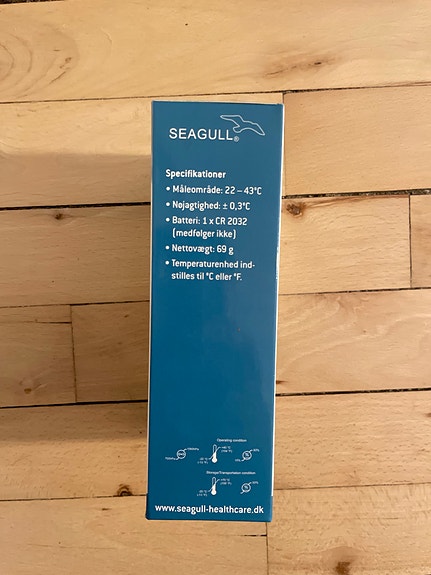 SEAGULL®
Specifikationer
• Måleområde: 22 – 43°C
• Nøjagtighed: ± 0,3°C
• Batteri: 1 x CR 2032
(medfølger ikke)
• Nettovægt: 69 g
• Temperaturenhed ind-
stilles til °C eller °F.
Operating condition
Storage/Transportation condition
www.seagull-healthcare.dk